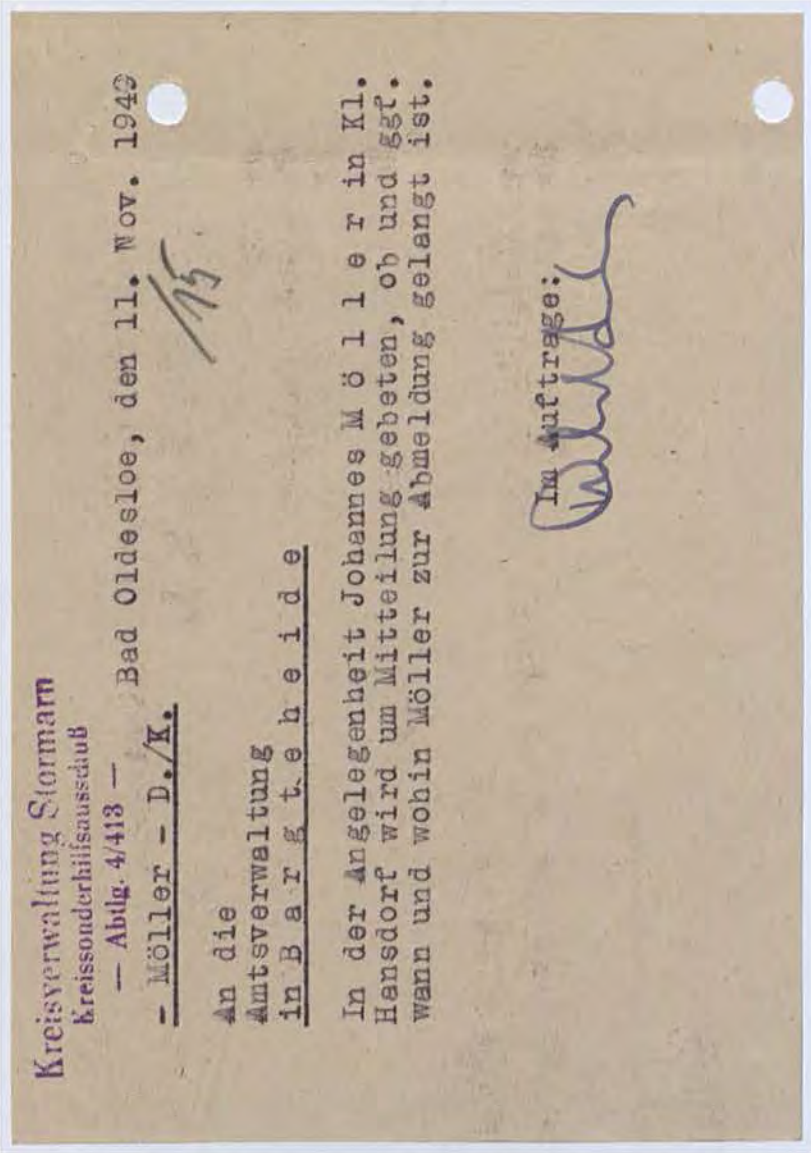 Kreisverwaltung Stormarn
Kreissonderhilfsausschuß
— Abtlg. 4/413 —
Bad Oldesloe, den 11. Nov. 1949
- Möller - D./K.
/15.
An die
Amtsverwaltung
in B a r g t e h e i d e
In der Angelegenheit Johannes M ö l l e r in Kl.
Hansdorf wird um Mitteilung gebeten, ob und ggf.
wann und wohin Möller zur Abmeldung gelangt ist.
Im Auftrage: